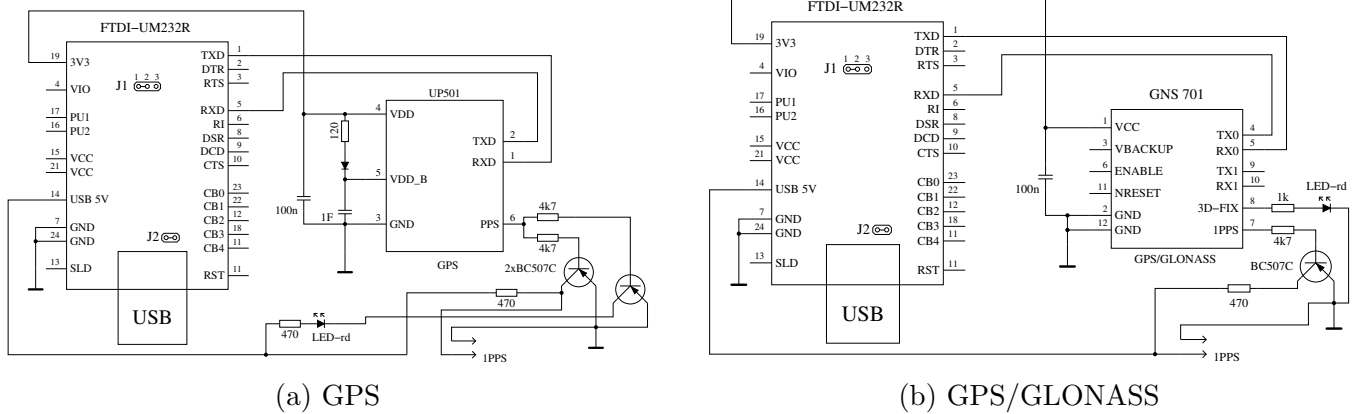 FTDI-UM232R
19 3V3
4 VIO
17 PU1
16 PU2
15 VCC
21 VCC
14 USB 5V
7 GND
24 GND
13 SLD
J1 1 2 3
J2
TXD 1
DTR 2
RTS 3
RXD 5
RI 6
DSR 8
DCD 9
CTS 10
CB0 23
CB1 22
CB2 12
CB3 18
CB4 11
RST 11
USB
120
100n
1F
UP501
4 VDD
5 VDD_B
3 GND
TXD 2
RXD 1
PPS 6
GPS
4k7
4k7
2xBC507C
470
470
LED-rd
1PPS
(a) GPS
FTDI-UM232R
19 3V3
4 VIO
17 PU1
16 PU2
15 VCC
21 VCC
14 USB 5V
7 GND
24 GND
13 SLD
J1 1 2 3
J2
TXD 1
DTR 2
RTS 3
RXD 5
RI 6
DSR 8
DCD 9
CTS 10
CB0 23
CB1 22
CB2 12
CB3 18
CB4 11
RST 11
USB
100n
GNS 701
1 VCC
3 VBACKUP
6 ENABLE
11 NRESET
2 GND
12 GND
TX0 4
RX0 5
TX1 9
RX1 10
3D-FIX 8
1PPS 7
GPS/GLONASS
1k
LED-rd
4k7
BC507C
470
1PPS
(b) GPS/GLONASS